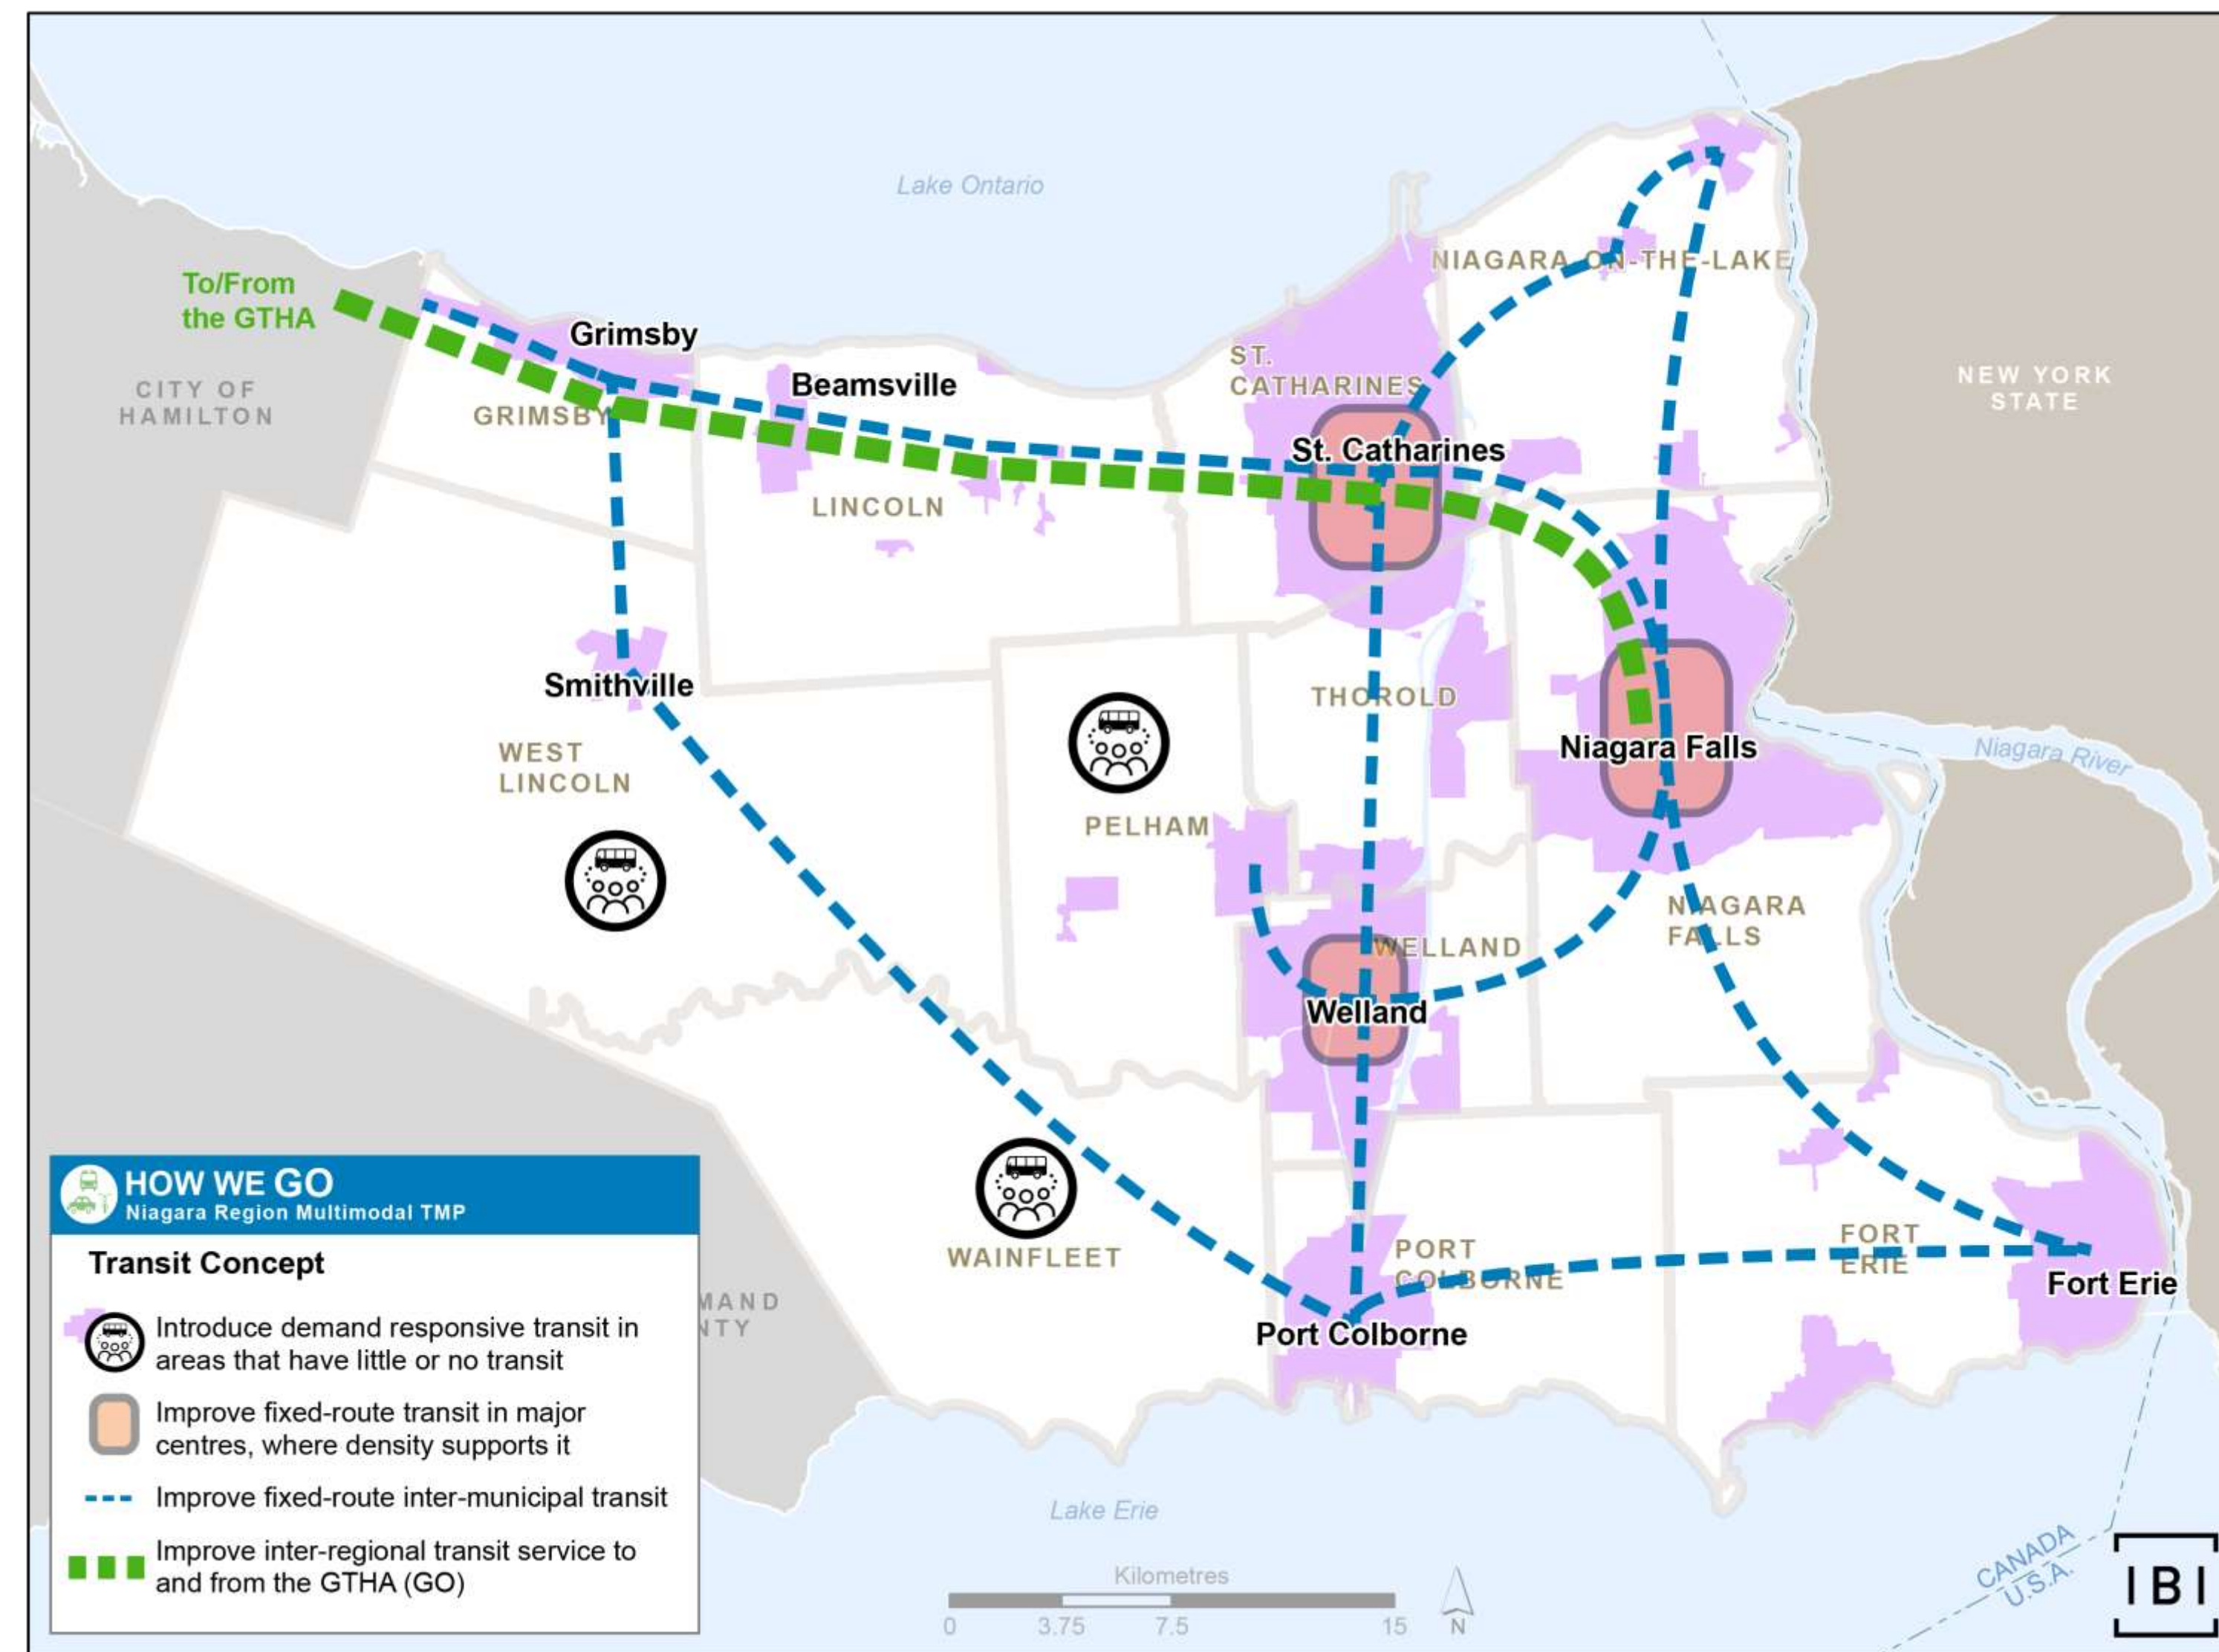 Lake Ontario
NIAGARA-ON-THE-LAKE
To/From
the GTHA
Grimsby
GRIMSBY
CITY OF
HAMILTON
Beamsville
LINCOLN
ST.
CATHARINES
St. Catharines
NEW YORK
STATE
Smithville
WEST
LINCOLN
THOROLD
Niagara Falls
Niagara River
PELHAM
NIAGARA
FALLS
WELLAND
Welland
WAINFLEET
PORT
COLBORNE
Port Colborne
FORT
ERIE
Fort Erie
MAND
NTY
HOW WE GO
Niagara Region Multimodal TMP
Transit Concept
Introduce demand responsive transit in
areas that have little or no transit
Improve fixed-route transit in major
centres, where density supports it
Improve fixed-route inter-municipal transit
Improve inter-regional transit service to
and from the GTHA (GO)
Lake Erie
Kilometres
0 3.75 7.5 15
N
CANADA
U.S.A.
IBI